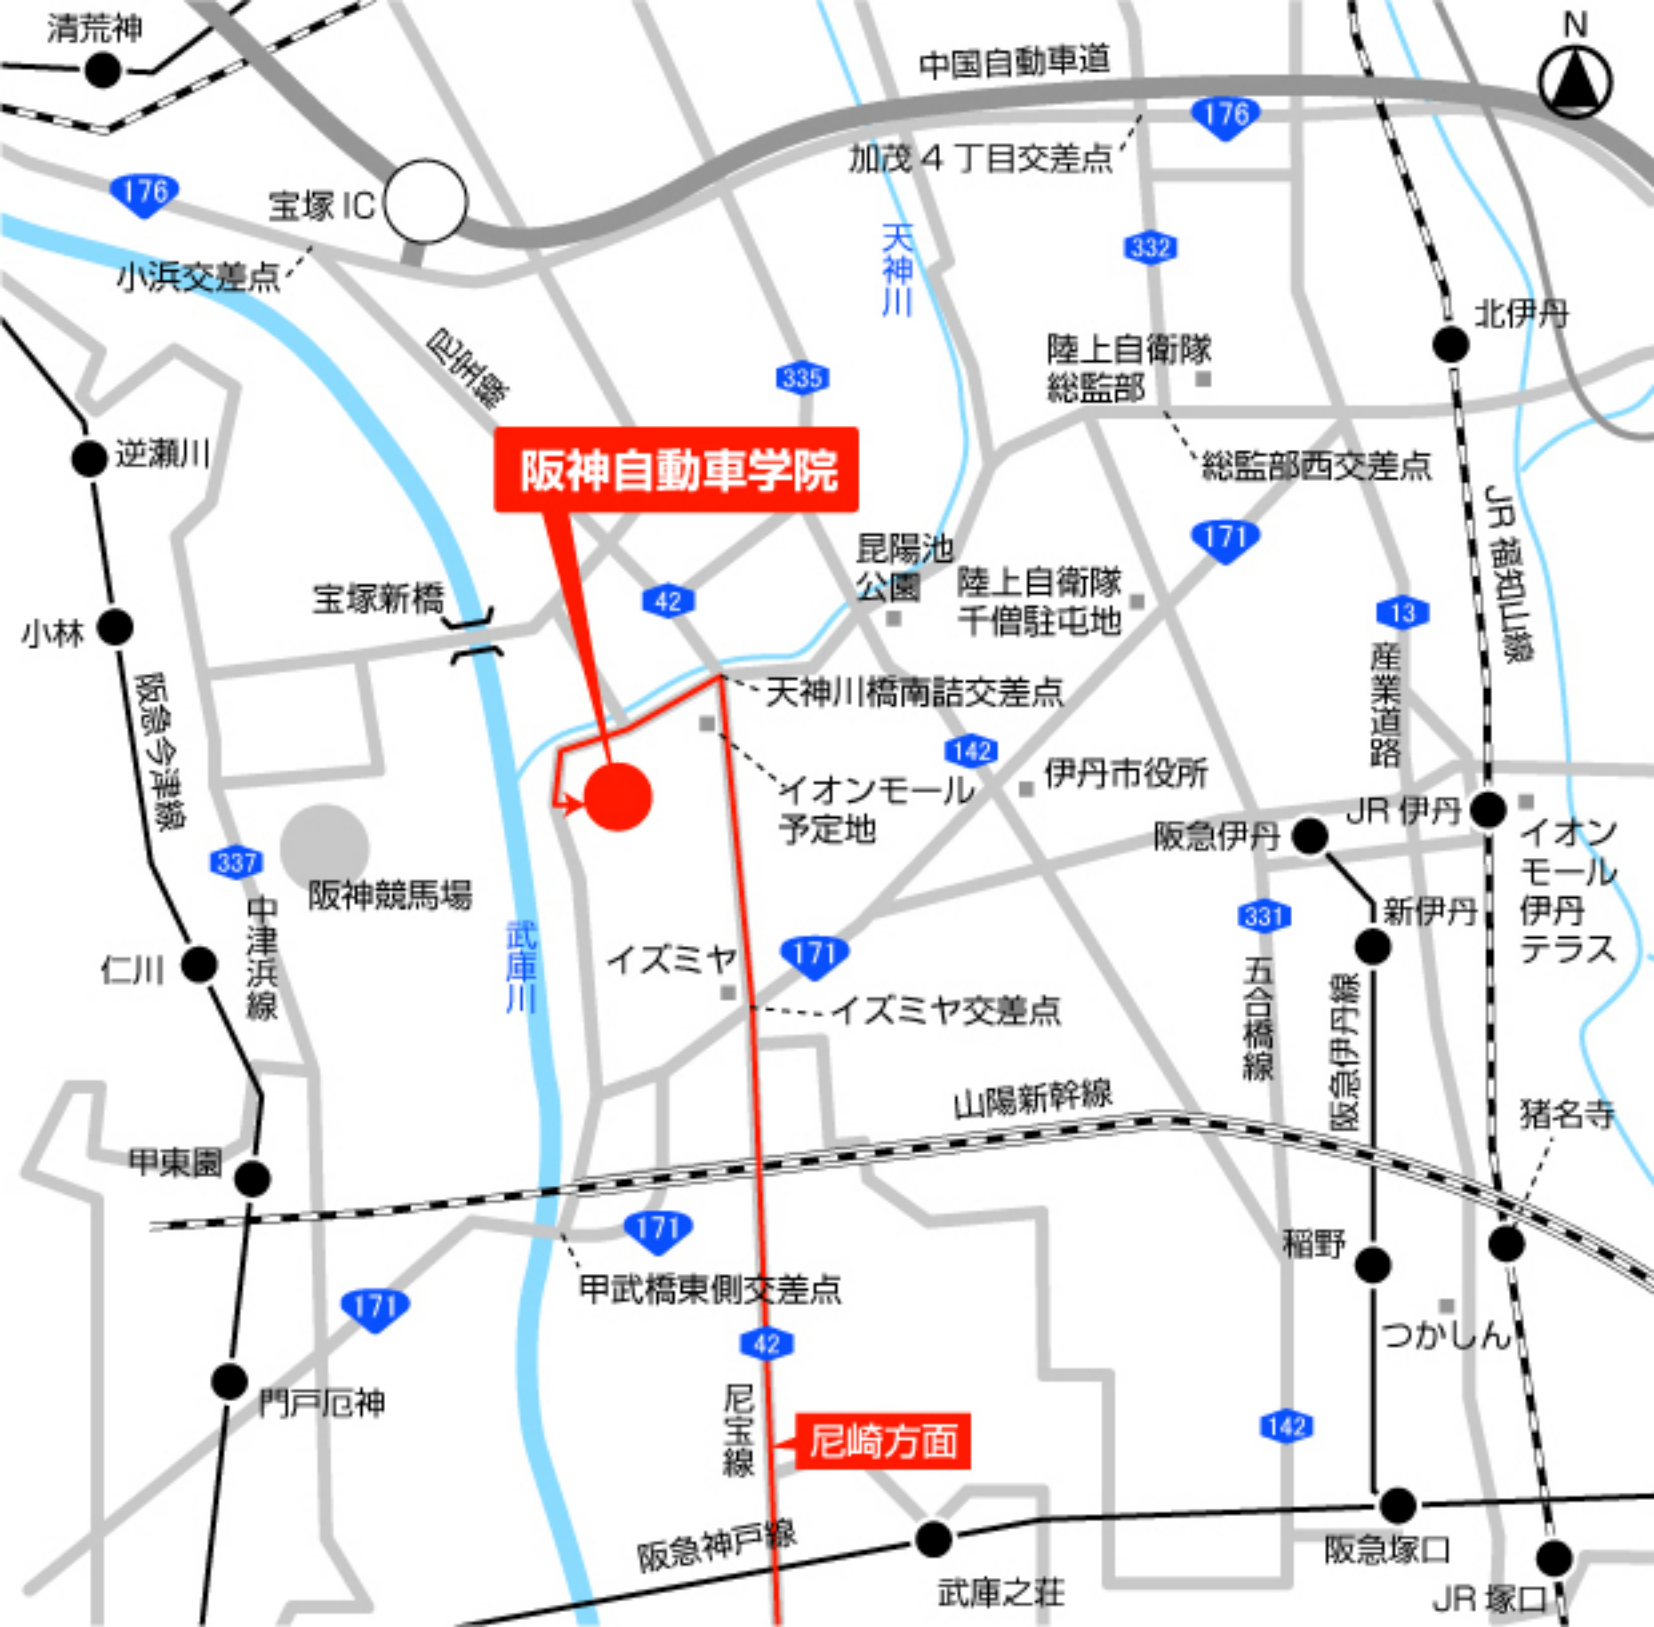 清荒神
N
中国自動車道
176
加茂4丁目交差点
176
宝塚IC
天神川
332
小浜交差点
北伊丹
尼宝線
陸上自衛隊
総監部
335
逆瀬川
阪神自動車学院
総監部西交差点
JR福知山線
171
昆陽池
公園
陸上自衛隊
千僧駐屯地
宝塚新橋
42
13
小林
産業道路
阪急今津線
天神川橋南詰交差点
142
イオンモール
予定地
伊丹市役所
JR伊丹
阪急伊丹
イオン
モール
伊丹
テラス
337
阪神競馬場
中津浜線
331
新伊丹
武庫川
イズミヤ
171
仁川
五合橋線
阪急伊丹線
イズミヤ交差点
山陽新幹線
猪名寺
甲東園
171
稲野
甲武橋東側交差点
171
つかしん
42
門戸厄神
尼宝線
尼崎方面
142
阪急神戸線
阪急塚口
武庫之荘
JR塚口